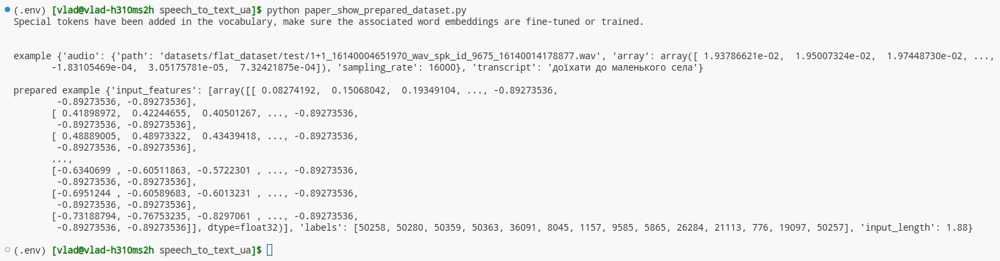 (.env) [vlad@vlad-h310ms2h speech_to_text_ua]$ python paper_show_prepared_dataset.py
Special tokens have been added in the vocabulary, make sure the associated word embeddings are fine-tuned or trained.
example {'audio': {'path': 'datasets/flat_dataset/test/1+1_16140004651970_wav_spk_id_9675_16140014178877.wav', 'array': array([ 1.93786621e-02,  1.95007324e-02,  1.97448730e-02, ...,
       -1.83105469e-04,  3.05175781e-05,  7.32421875e-04]), 'sampling_rate': 16000}, 'transcript': 'доїхати до маленького села'}
prepared example {'input_features': [array([[ 0.08274192,  0.15068042,  0.19349104, ..., -0.89273536,
        -0.89273536, -0.89273536],
       [ 0.41898972,  0.42244655,  0.40501267, ..., -0.89273536,
        -0.89273536, -0.89273536],
       [ 0.48889005,  0.48973322,  0.43439418, ..., -0.89273536,
        -0.89273536, -0.89273536],
       ...,
       [-0.6340699 , -0.60511863, -0.5722301 , ..., -0.89273536,
        -0.89273536, -0.89273536],
       [-0.6951244 , -0.60589683, -0.6013231 , ..., -0.89273536,
        -0.89273536, -0.89273536],
       [-0.73188794, -0.76753235, -0.8297061 , ..., -0.89273536,
        -0.89273536, -0.89273536]], dtype=float32)], 'labels': [50258, 50280, 50359, 50363, 36091, 8045, 1157, 9585, 5865, 26284, 21113, 776, 19097, 50257], 'input_length': 1.88}
(.env) [vlad@vlad-h310ms2h speech_to_text_ua]$